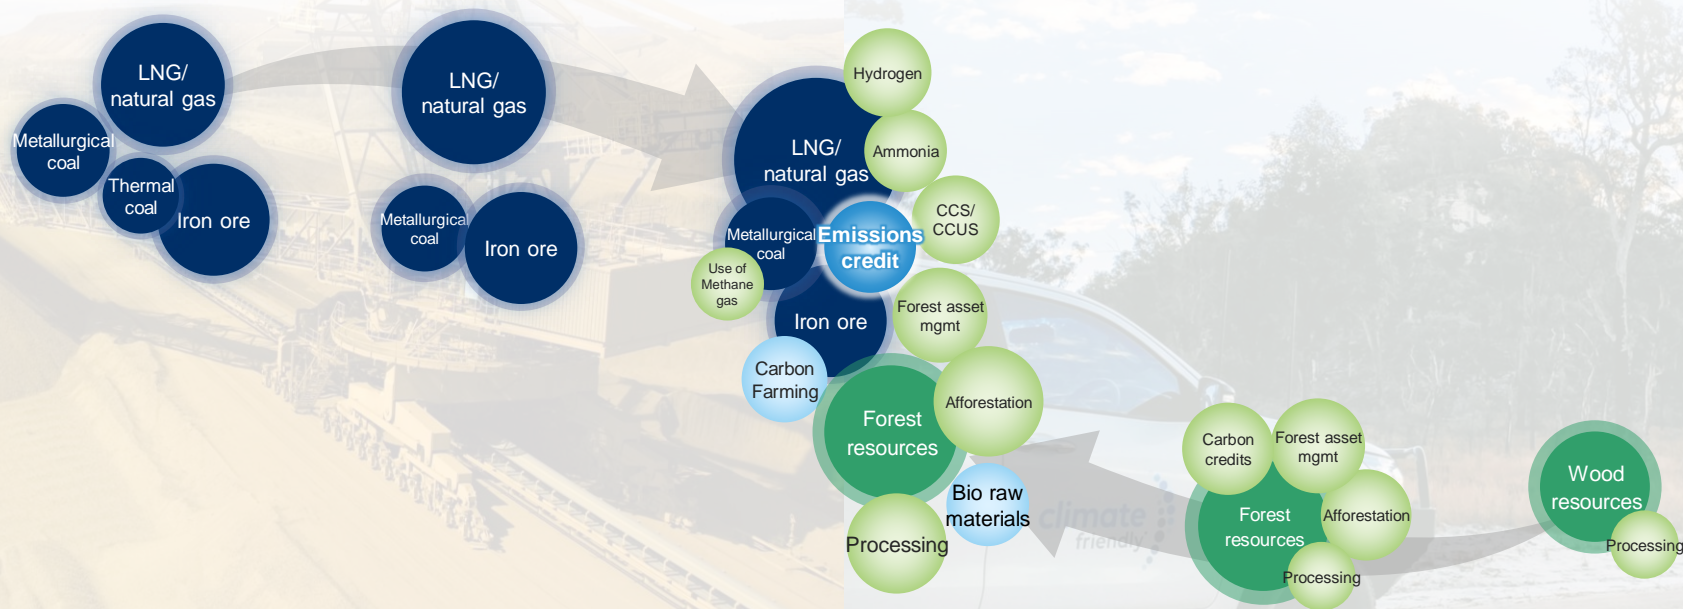 LNG/
natural gas
Metallurgical
coal
Thermal
coal
Iron ore
LNG/
natural gas
Metallurgical
coal
Iron ore
Hydrogen
LNG/
natural gas
Ammonia
CCS/
CCUS
Metallurgical
coal
Emissions
credit
Use of
Methane
gas
Iron ore
Forest asset
mgmt
Carbon
Farming
Forest
resources
Afforestation
Bio raw
materials
Processing
climate
friendly
Carbon
credits
Forest asset
mgmt
Forest
resources
Afforestation
Processing
Wood
resources
Processing